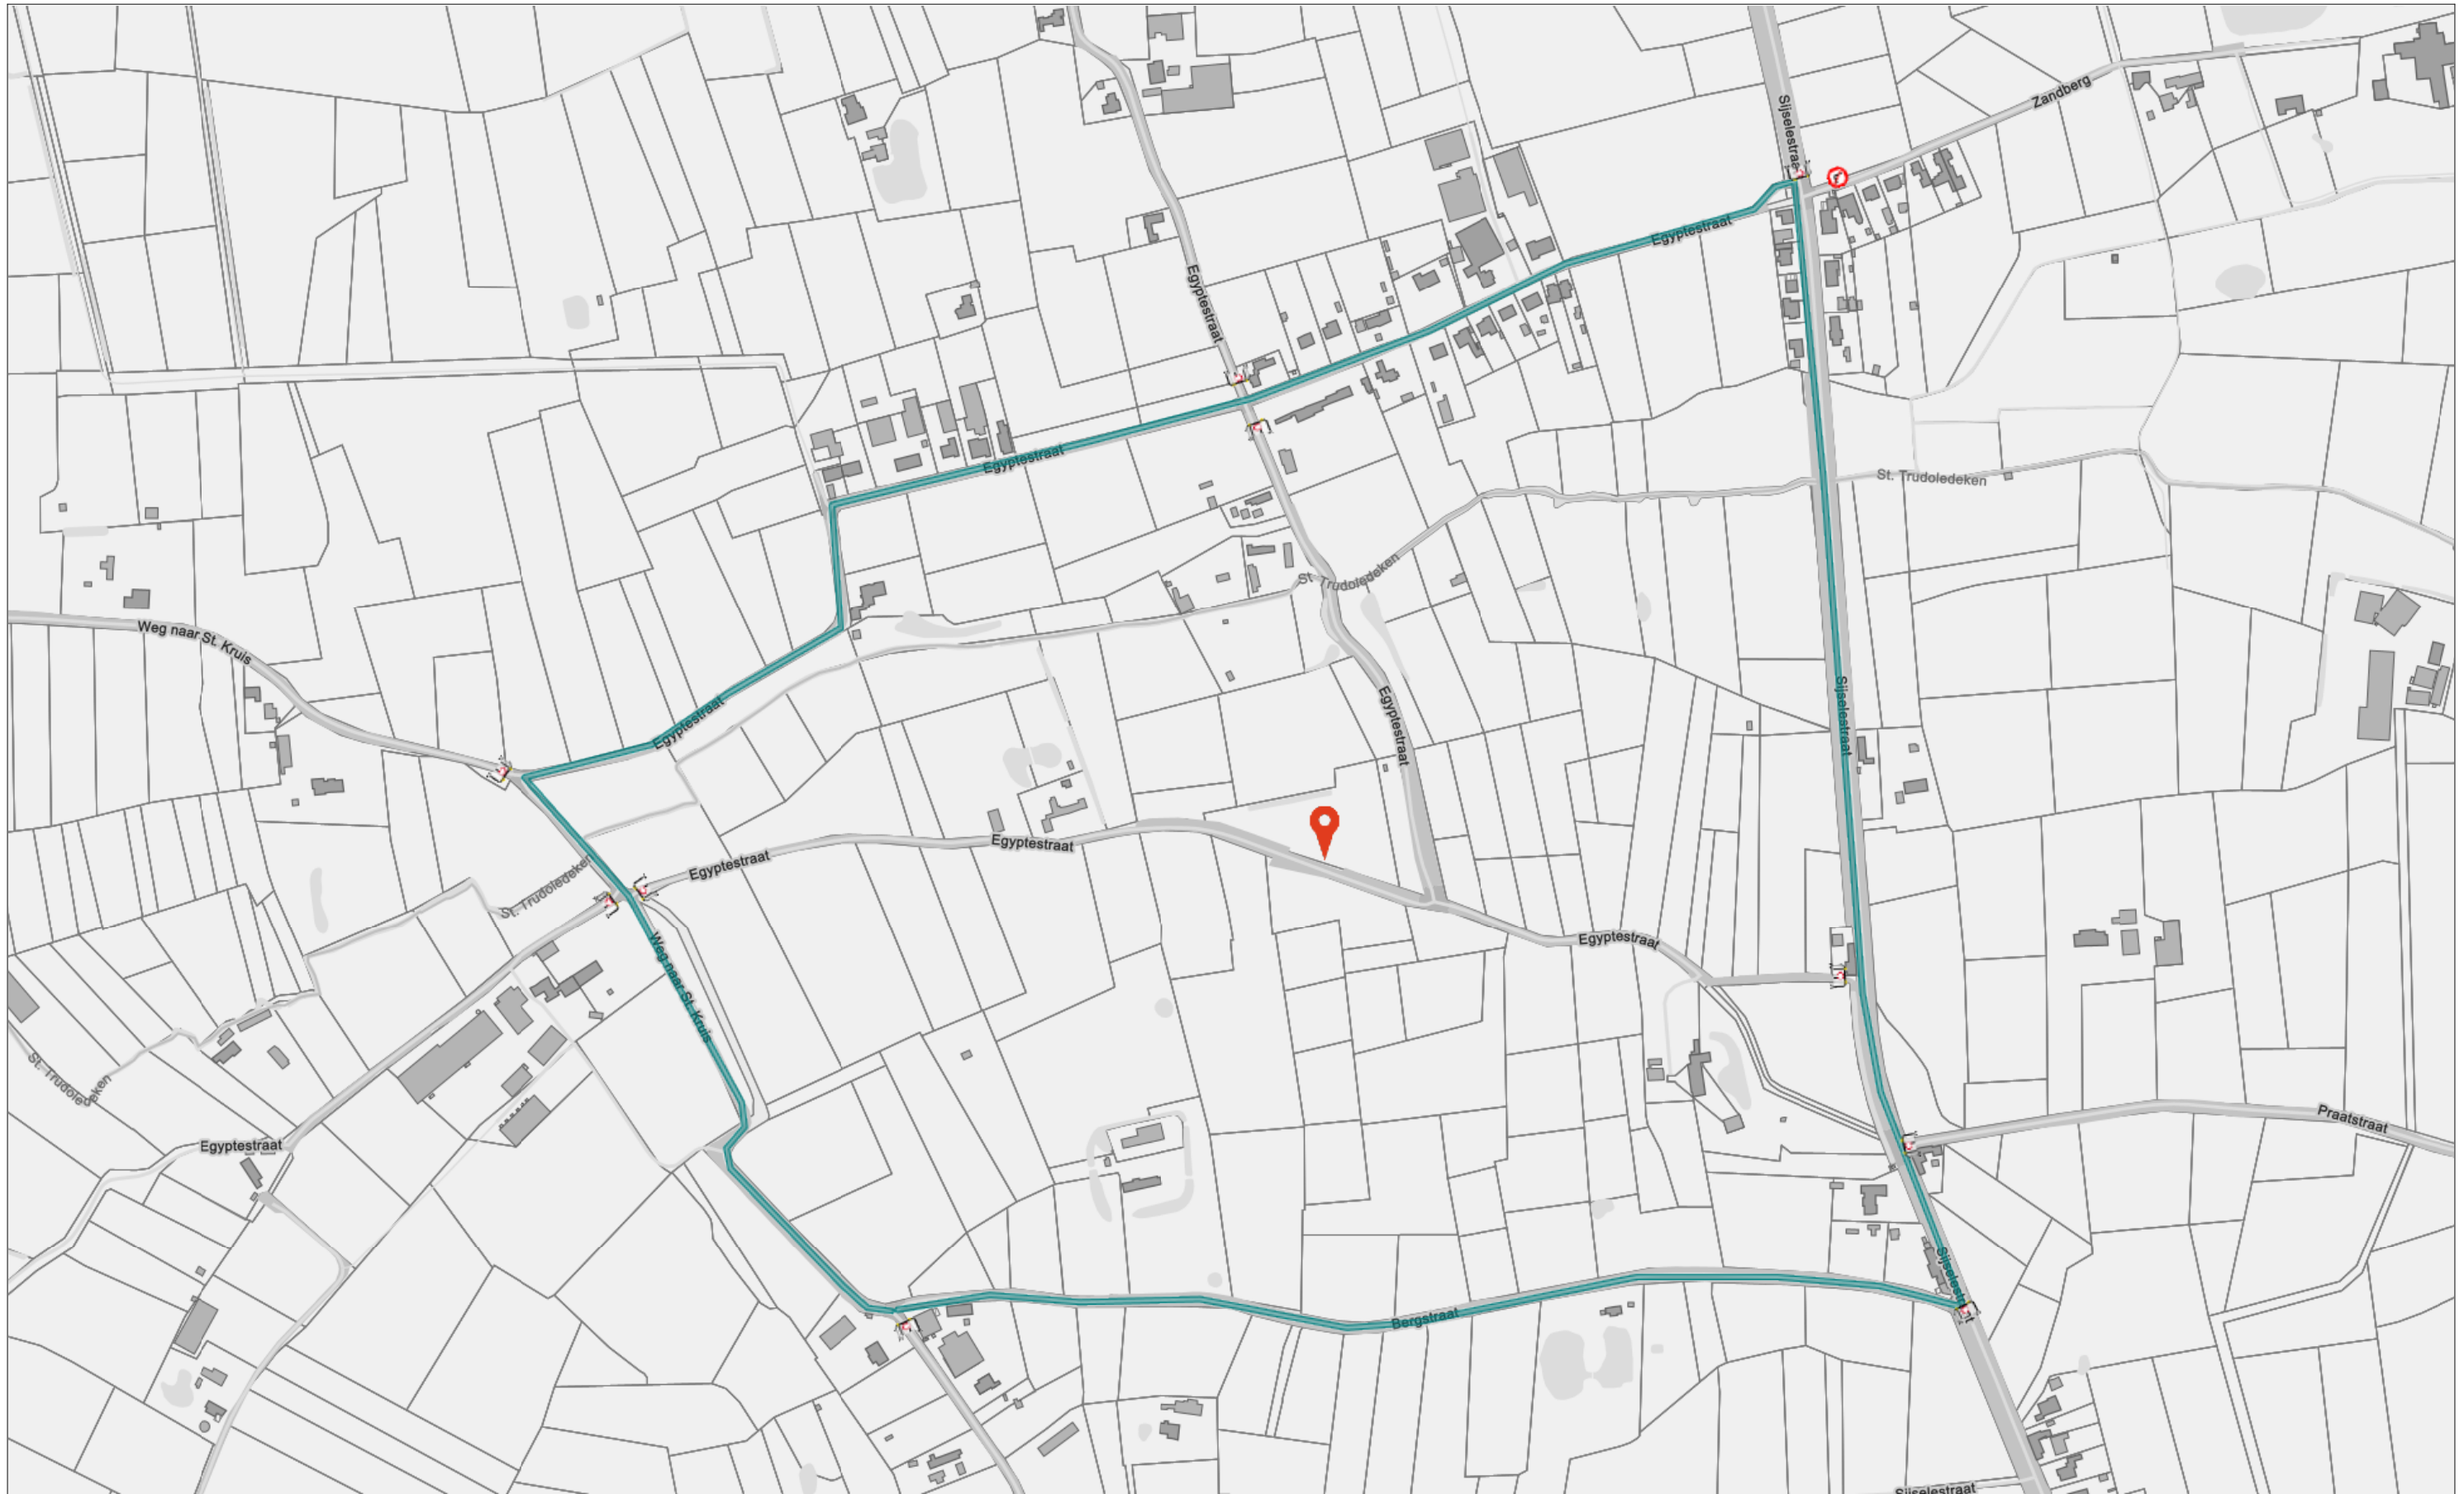 Zandberg
Sijselestraat
Egyptestraat
Egyptestraat
Egyptestraat
St. Trudoledeken
St. Trudoledeken
Weg naar St. Kruis
Egyptestraat
Egyptestraat
Sijselestraat
Egyptestraat
Egyptestraat
St. Trudoledeken
Egyptestraat
Weg naar St. Kruis
St. Trudoledeken
Praatstraat
Egyptestraat
Bergstraat
Sijselestraat